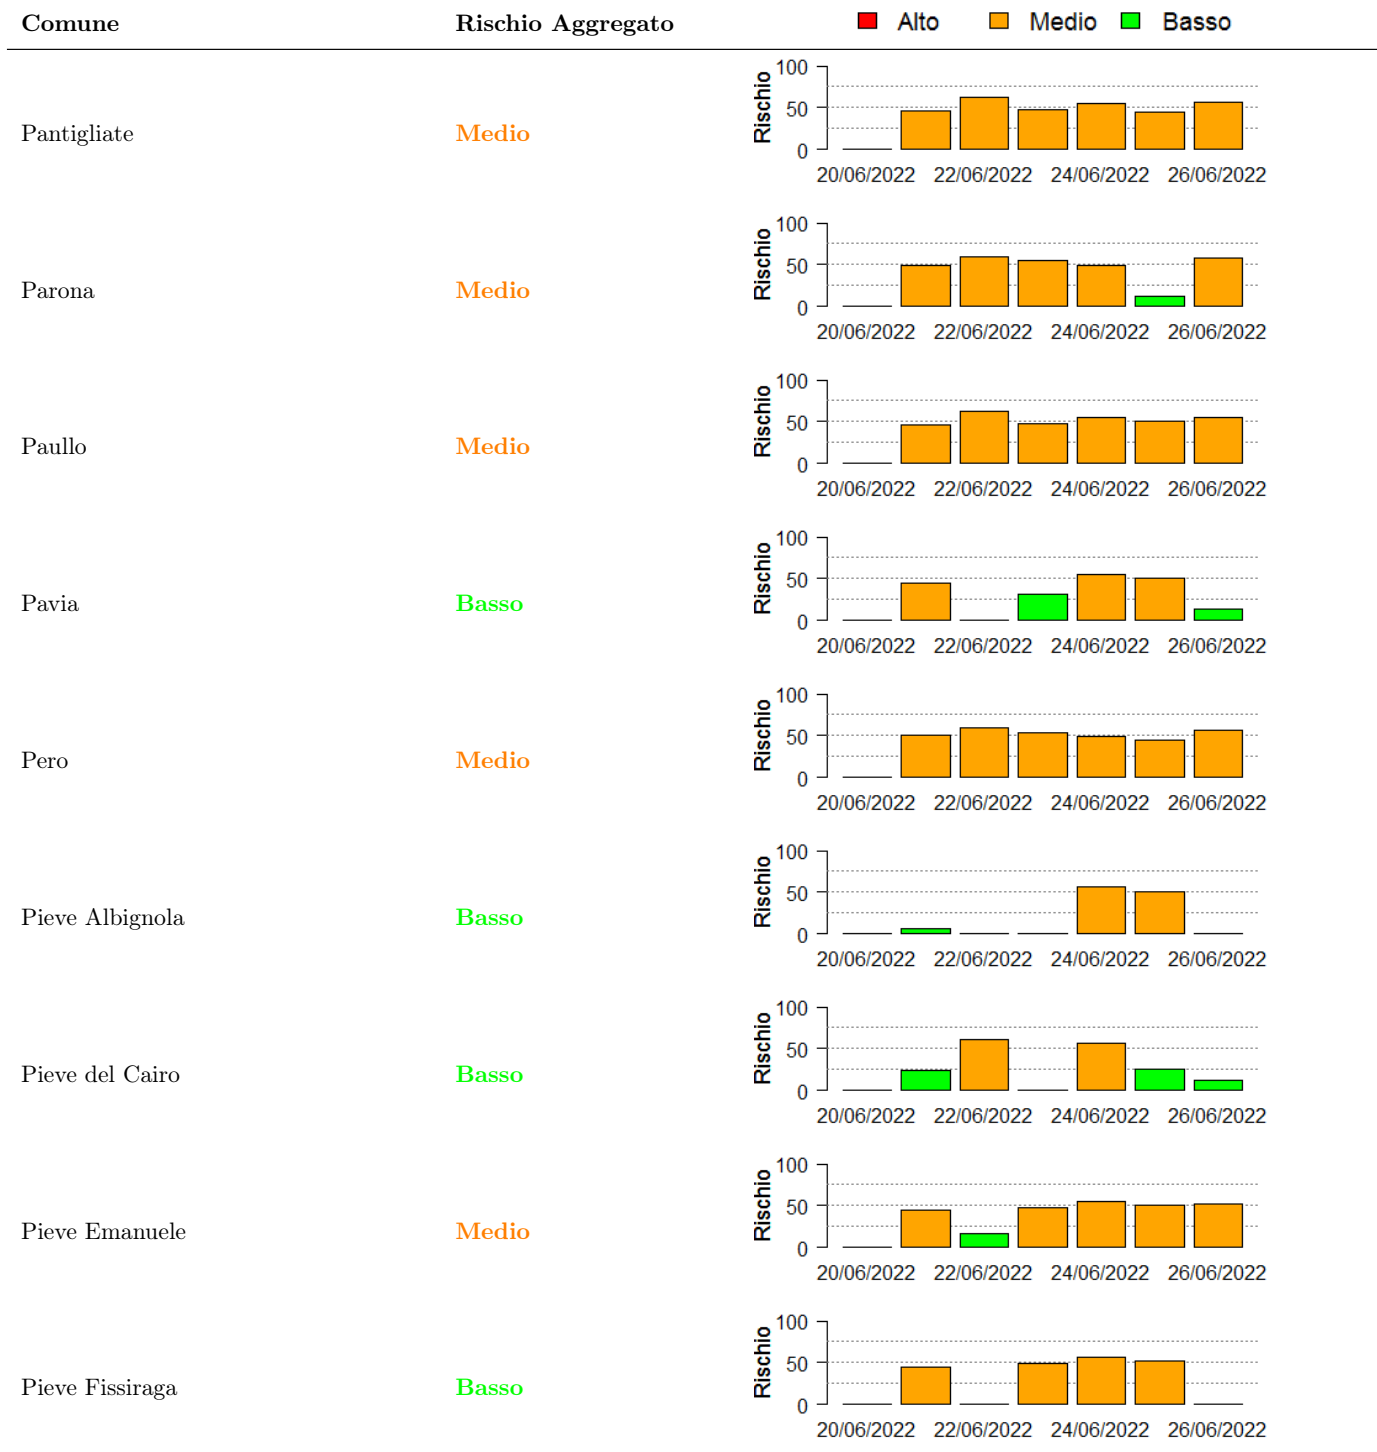 Comune Rischio Aggregato Alto Medio Basso
100
50
0
Rischio
Pantigliate Medio
20/06/2022 22/06/2022 24/06/2022 26/06/2022
100
50
0
Rischio
Parona Medio
20/06/2022 22/06/2022 24/06/2022 26/06/2022
100
50
0
Rischio
Paullo Medio
20/06/2022 22/06/2022 24/06/2022 26/06/2022
100
50
0
Rischio
Pavia Basso
20/06/2022 22/06/2022 24/06/2022 26/06/2022
100
50
0
Rischio
Pero Medio
20/06/2022 22/06/2022 24/06/2022 26/06/2022
100
50
0
Rischio
Pieve Albignola Basso
20/06/2022 22/06/2022 24/06/2022 26/06/2022
100
50
0
Rischio
Pieve del Cairo Basso
20/06/2022 22/06/2022 24/06/2022 26/06/2022
100
50
0
Rischio
Pieve Emanuele Medio
20/06/2022 22/06/2022 24/06/2022 26/06/2022
100
50
0
Rischio
Pieve Fissiraga Basso
20/06/2022 22/06/2022 24/06/2022 26/06/2022